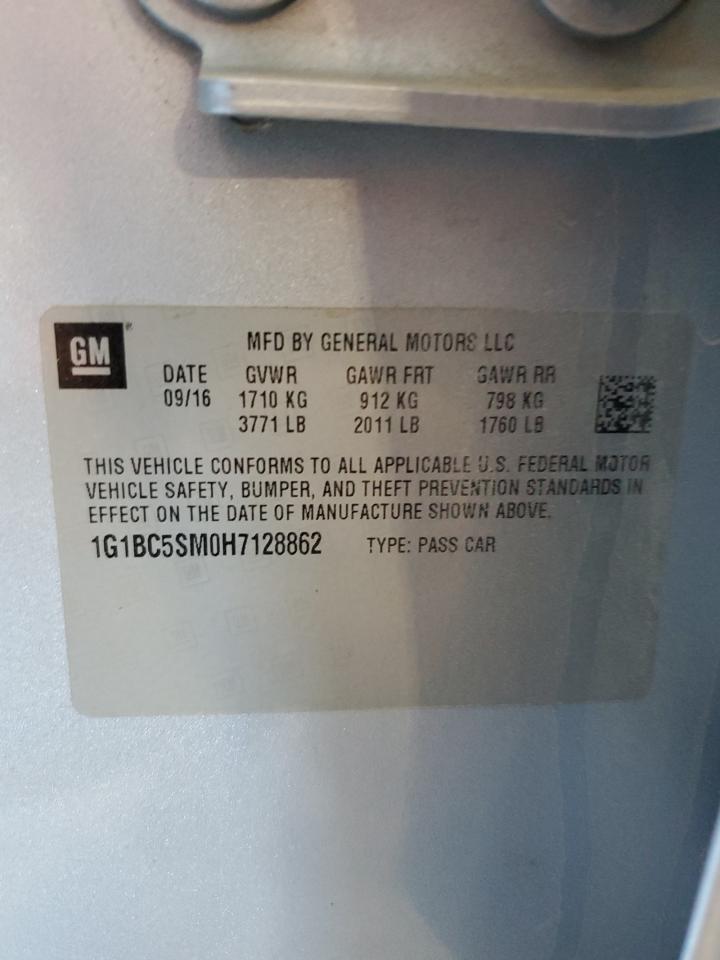 GM
MFD BY GENERAL MOTORS LLC
DATE GVWR GAWR FRT GAWR RR
09/16 1710 KG 912 KG 798 KG
3771 LB 2011 LB 1760 LB
THIS VEHICLE CONFORMS TO ALL APPLICABLE U.S. FEDERAL MOTOR
VEHICLE SAFETY, BUMPER, AND THEFT PREVENTION STANDARDS IN
EFFECT ON THE DATE OF MANUFACTURE SHOWN ABOVE.
1G1BC5SM0H7128862 TYPE: PASS CAR